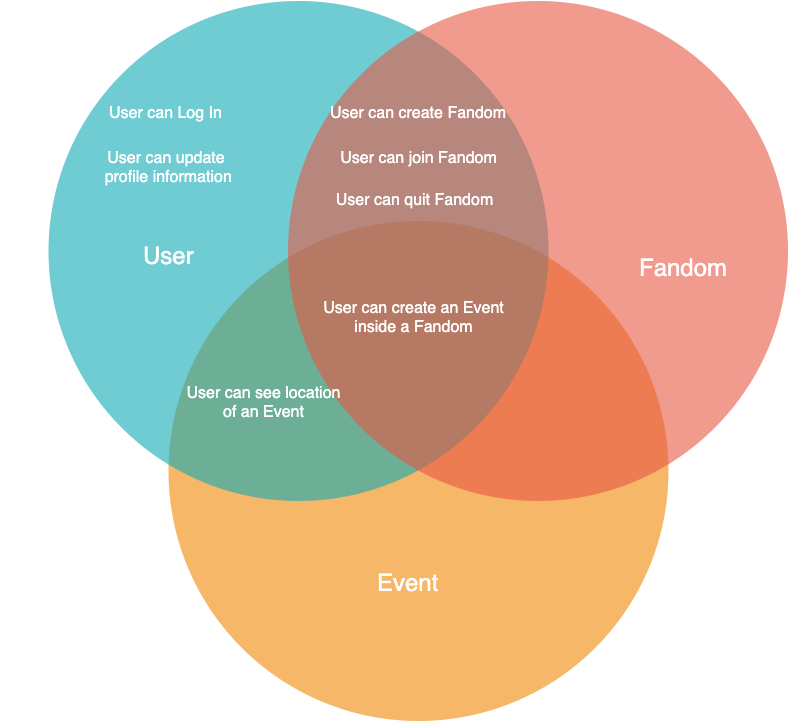 User can Log In
User can create Fandom
User can update
profile information
User can join Fandom
User can quit Fandom
User
Fandom
User can create an Event
inside a Fandom
User can see location
of an Event
Event